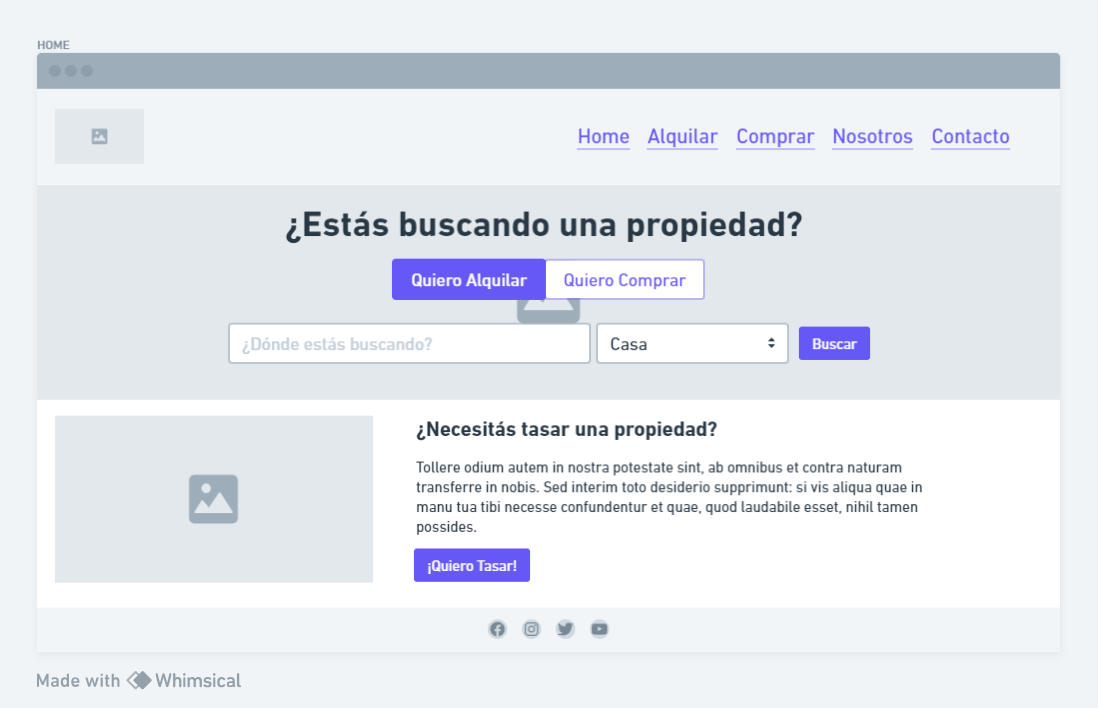 HOME
Home Alquilar Comprar Nosotros Contacto
¿Estás buscando una propiedad?
Quiero Alquilar Quiero Comprar
¿Dónde estás buscando? Casa Buscar
¿Necesitás tasar una propiedad?
Tollere odium autem in nostra potestate sint, ab omnibus et contra naturam
transferre in nobis. Sed interim toto desiderio supprimunt: si vis aliqua quae in
manu tua tibi necesse confundentur et quae, quod laudabile esset, nihil tamen
possides.
¡Quiero Tasar!
Made with Whimsical